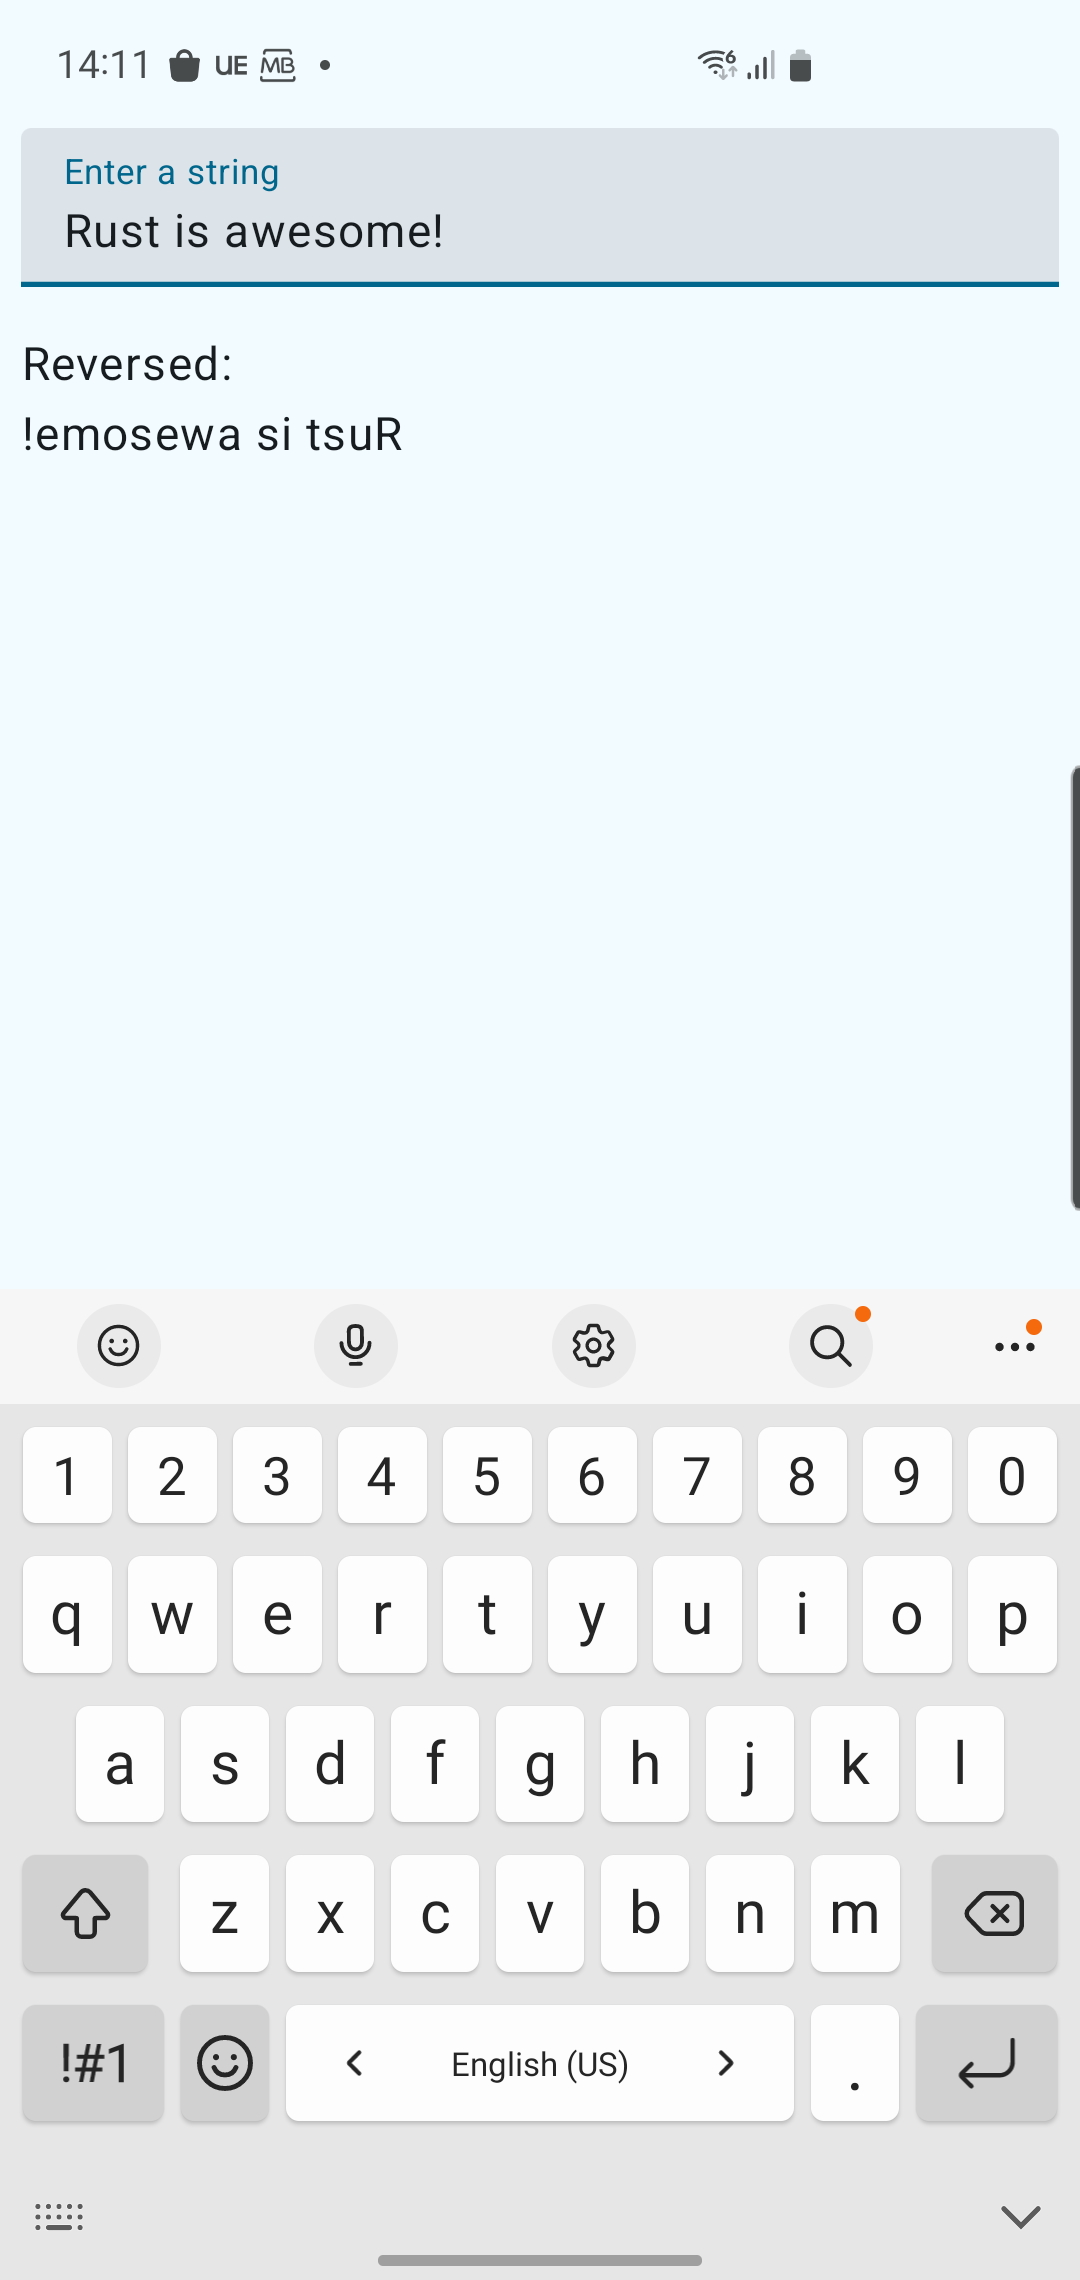 14:11 UE MB 6
Enter a string
Rust is awesome!
Reversed:
!emosewa si tsuR
1 2 3 4 5 6 7 8 9 0
q w e r t y u i o p
a s d f g h j k l
z x c v b n m
!#1 < English (US) > .